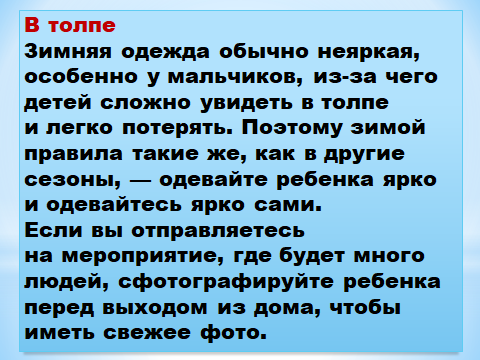 В толпе
Зимняя одежда обычно неяркая,
особенно у мальчиков, из-за чего
детей сложно увидеть в толпе
и легко потерять. Поэтому зимой
правила такие же, как в другие
сезоны, — одевайте ребенка ярко
и одевайтесь ярко сами.
Если вы отправляетесь
на мероприятие, где будет много
людей, сфотографируйте ребенка
перед выходом из дома, чтобы
иметь свежее фото.